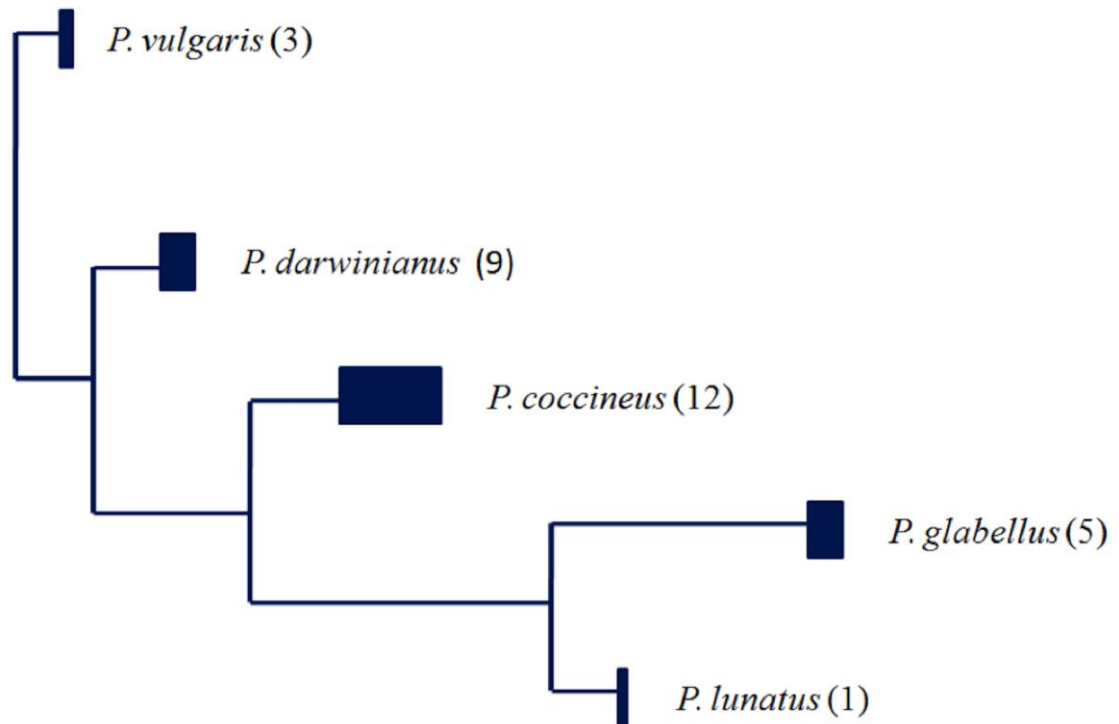 P. vulgaris (3)
P. darwinianus (9)
P. coccineus (12)
P. glabellus (5)
P. lunatus (1)